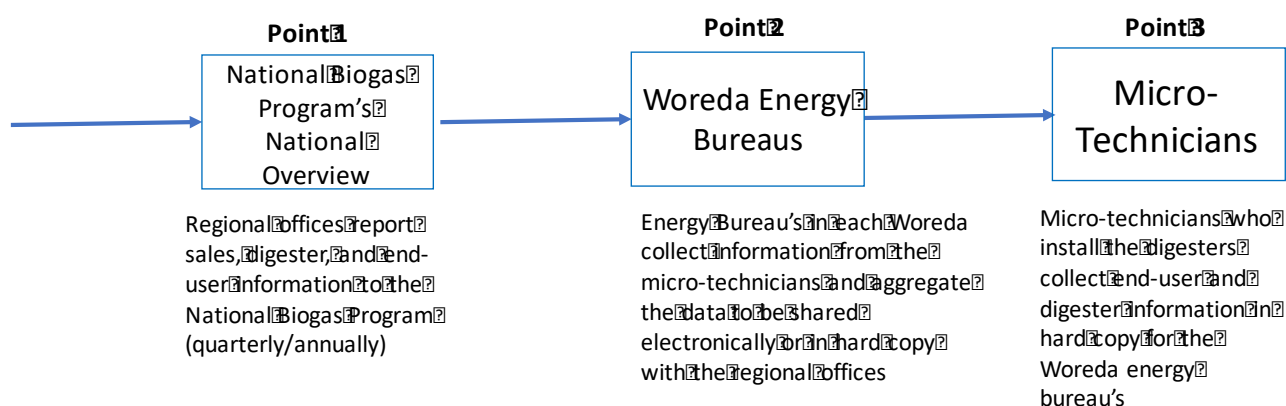 Point 1
National Biogas
Program’s
National
Overview
Regional offices report
sales, digester, and end-
user information to the
National Biogas Program
(quarterly/annually)
Point 2
Woreda Energy
Bureaus
Energy Bureau's in each Woreda
collect information from the
micro-technicians and aggregate
the data to be shared
electronically or in hard copy
with the regional offices
Point 3
Micro-
Technicians
Micro-technicians who
install the digesters
collect end-user and
digester information in
hard copy for the
Woreda energy
bureau's